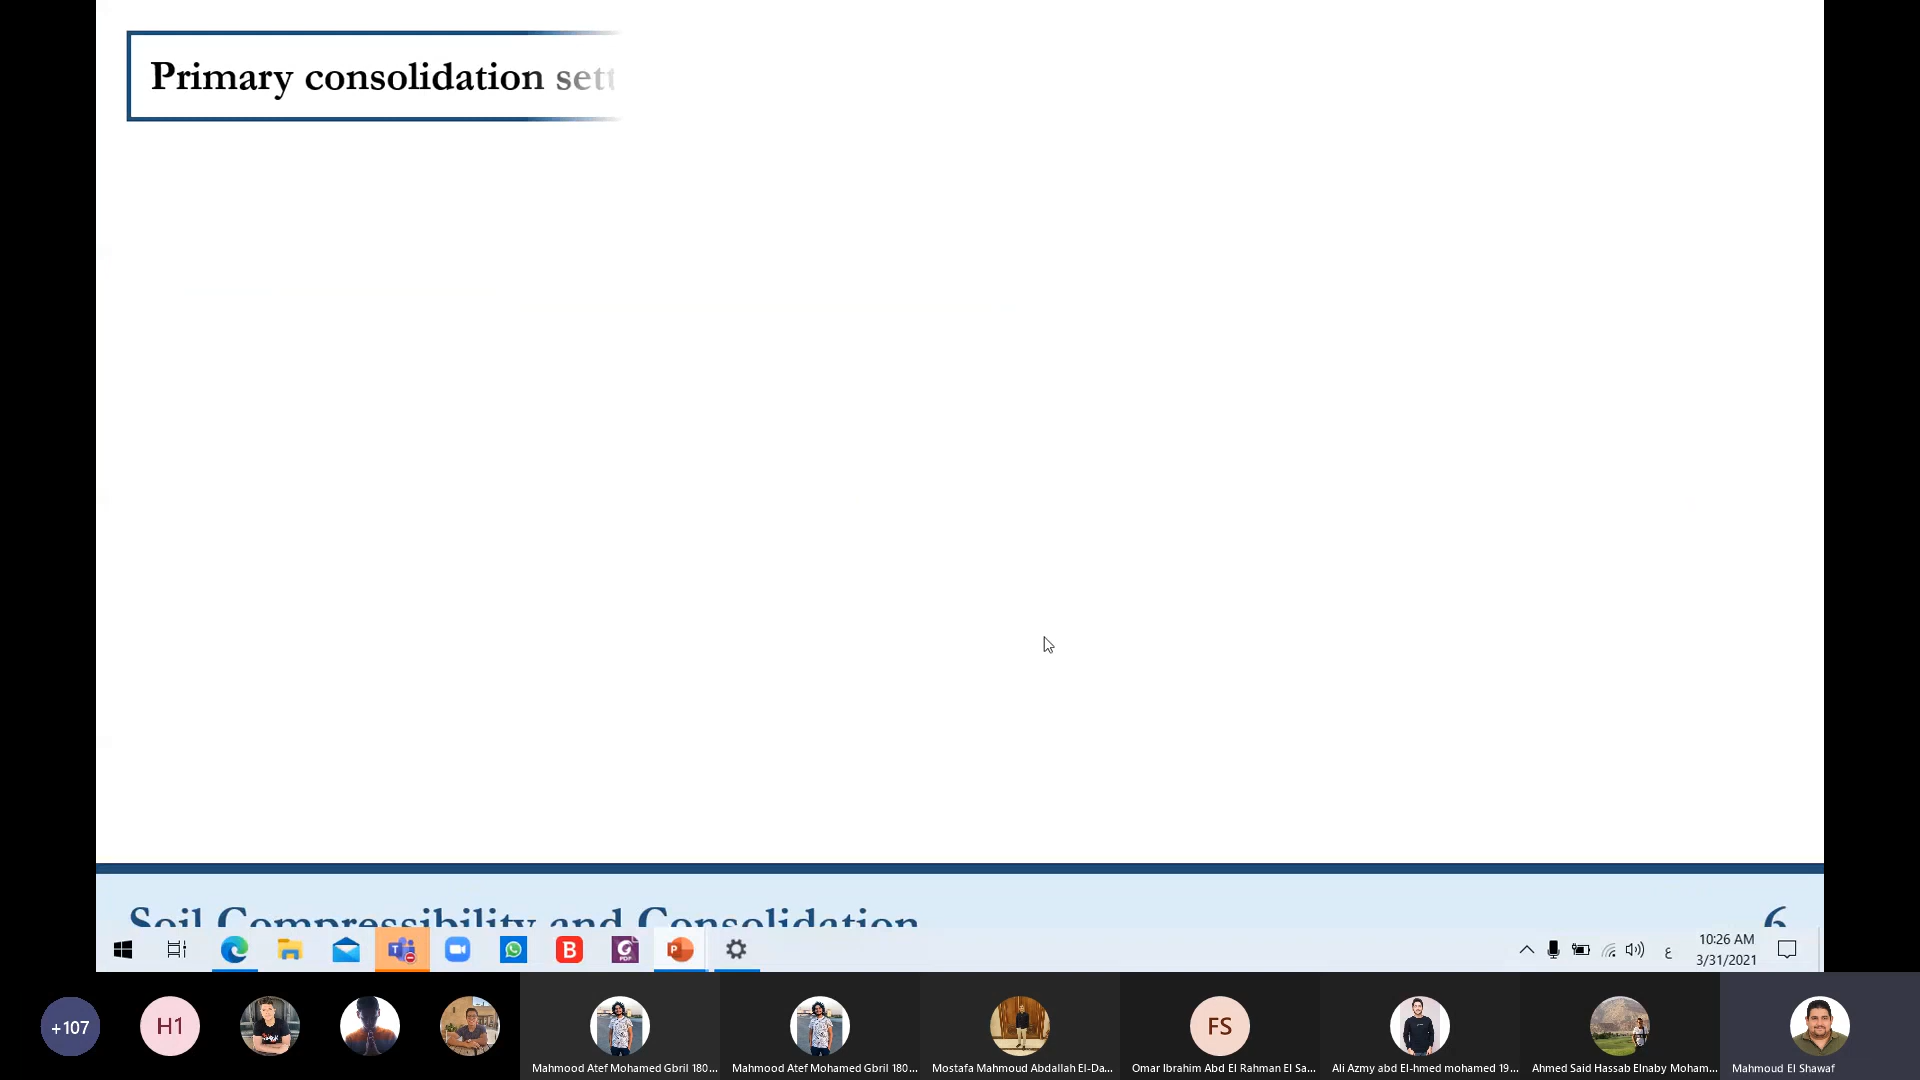 Primary consolidation sett
Soil Compressibility and Consolidation
6
ع
10:26 AM
3/31/2021
+107
H1
FS
Mahmood Atef Mohamed Gbril 180...
Mahmood Atef Mohamed Gbril 180...
Mostafa Mahmoud Abdallah El-Da...
Omar Ibrahim Abd El Rahman El Sa...
Ali Azmy abd El-hmed mohamed 19...
Ahmed Said Hassab Elnaby Moham...
Mahmoud El Shawaf